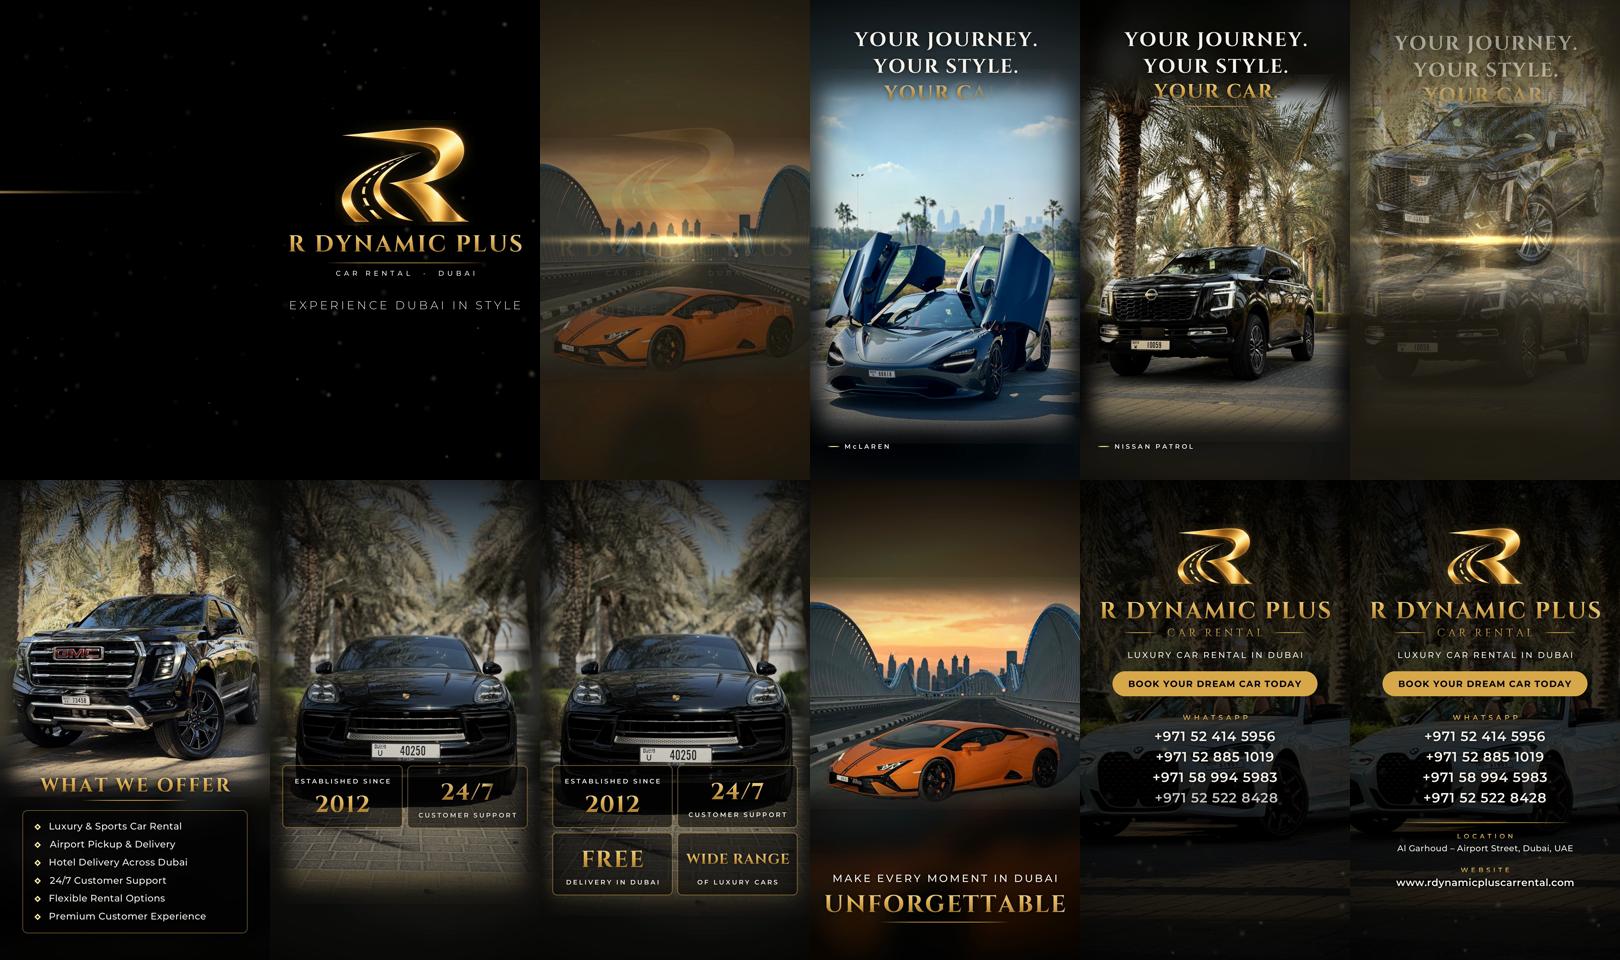 R DYNAMIC PLUS
CAR RENTAL · DUBAI
EXPERIENCE DUBAI IN STYLE
R DYNAMIC PLUS
CAR RENTAL DUBAI
YOUR JOURNEY.
YOUR STYLE.
YOUR CA
McLAREN
YOUR JOURNEY.
YOUR STYLE.
YOUR CAR.
NISSAN PATROL
YOUR JOURNEY.
YOUR STYLE.
YOUR CAR.
GMC
WHAT WE OFFER
Luxury & Sports Car Rental
Airport Pickup & Delivery
Hotel Delivery Across Dubai
24/7 Customer Support
Flexible Rental Options
Premium Customer Experience
U 40250
ESTABLISHED SINCE
2012
24/7
CUSTOMER SUPPORT
U 40250
ESTABLISHED SINCE
2012
24/7
CUSTOMER SUPPORT
FREE
DELIVERY IN DUBAI
WIDE RANGE
OF LUXURY CARS
MAKE EVERY MOMENT IN DUBAI
UNFORGETTABLE
R DYNAMIC PLUS
CAR RENTAL
LUXURY CAR RENTAL IN DUBAI
BOOK YOUR DREAM CAR TODAY
WHATSAPP
+971 52 414 5956
+971 52 885 1019
+971 58 994 5983
+971 52 522 8428
R DYNAMIC PLUS
CAR RENTAL
LUXURY CAR RENTAL IN DUBAI
BOOK YOUR DREAM CAR TODAY
WHATSAPP
+971 52 414 5956
+971 52 885 1019
+971 58 994 5983
+971 52 522 8428
LOCATION
Al Garhoud – Airport Street, Dubai, UAE
WEBSITE
www.rdynamicpluscarrental.com